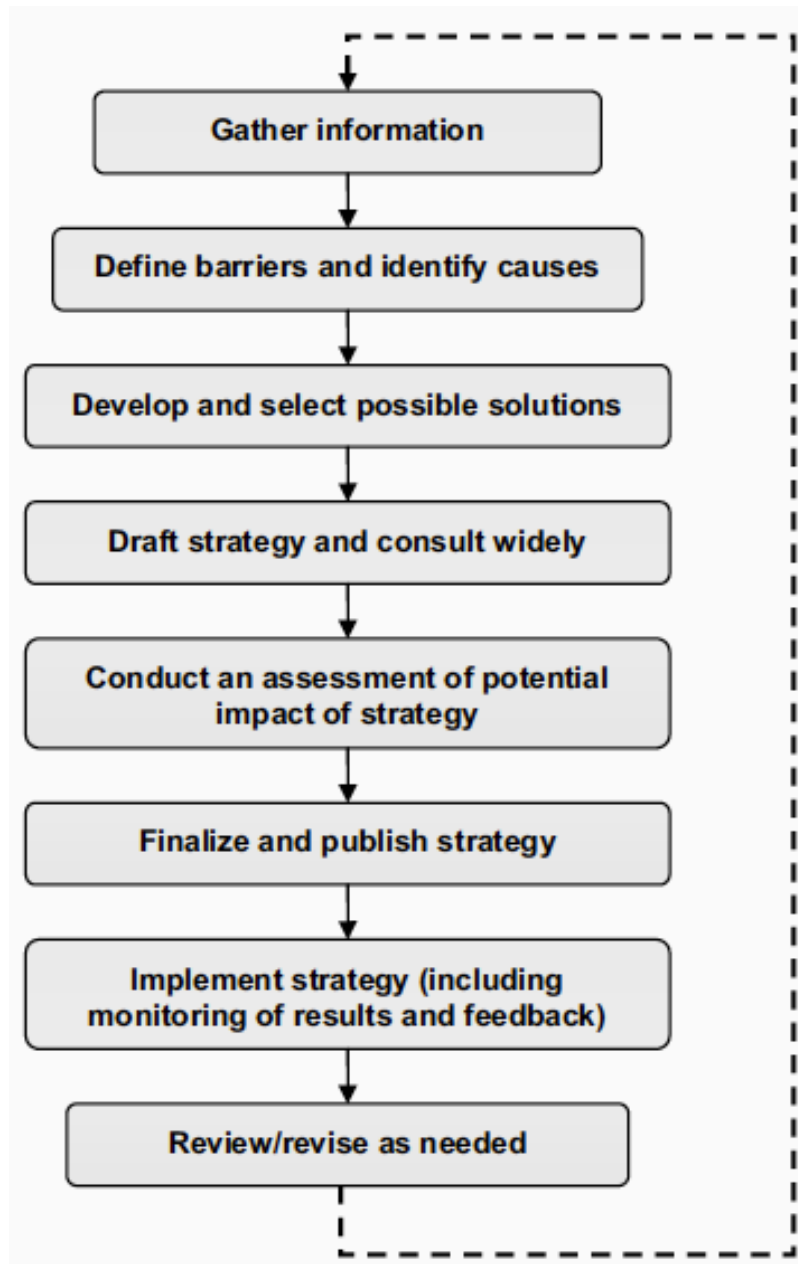 Gather information
Define barriers and identify causes
Develop and select possible solutions
Draft strategy and consult widely
Conduct an assessment of potential
impact of strategy
Finalize and publish strategy
Implement strategy (including
monitoring of results and feedback)
Review/revise as needed